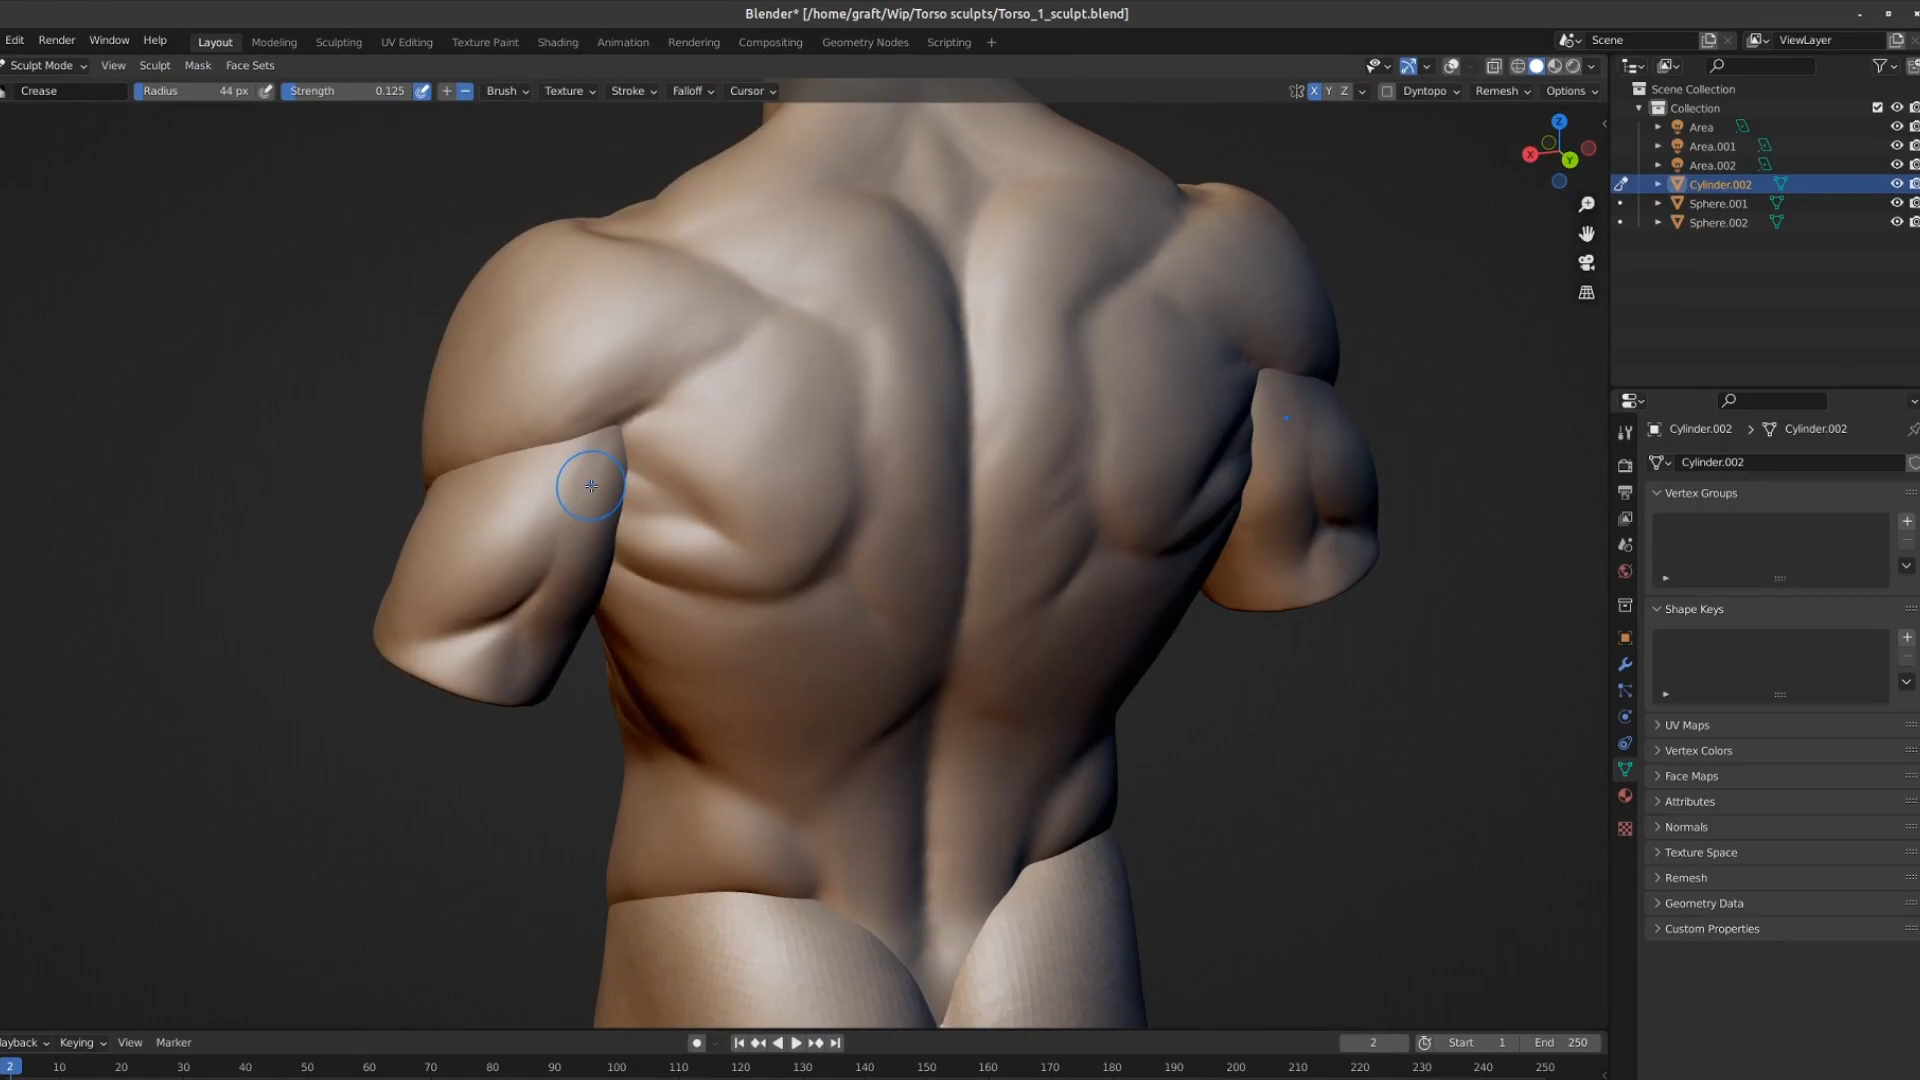 Blender* [/home/graft/Wip/Torso sculpts/Torso_1_sculpt.blend]
Edit Render Window Help Layout Modeling Sculpting UV Editing Texture Paint Shading Animation Rendering Compositing Geometry Nodes Scripting + Scene ViewLayer
Sculpt Mode View Sculpt Mask Face Sets
Crease Radius 44 px Strength 0.125 + − Brush Texture Stroke Falloff Cursor X Y Z Dyntopo Remesh Options
Scene Collection
Collection
Area
Area.001
Area.002
Cylinder.002
Sphere.001
Sphere.002
Z
X
Y
Cylinder.002 > Cylinder.002
Cylinder.002
Vertex Groups
Shape Keys
UV Maps
Vertex Colors
Face Maps
Attributes
Normals
Texture Space
Remesh
Geometry Data
Custom Properties
layback Keying View Marker 2 Start 1 End 250
2 10 20 30 40 50 60 70 80 90 100 110 120 130 140 150 160 170 180 190 200 210 220 230 240 250